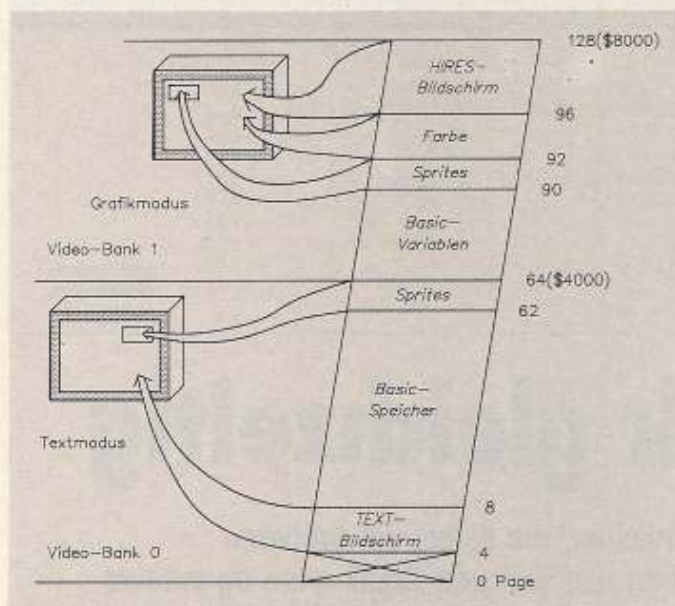 128($8000)
HIRES-
Bildschirm
96
Farbe
92
Sprites
90
Grafikmodus
Basic-
Variablen
Video-Bank 1
64($4000)
Sprites
62
Basic-
Speicher
Textmodus
8
TEXT-
Bildschirm
Video-Bank 0
4
0 Page